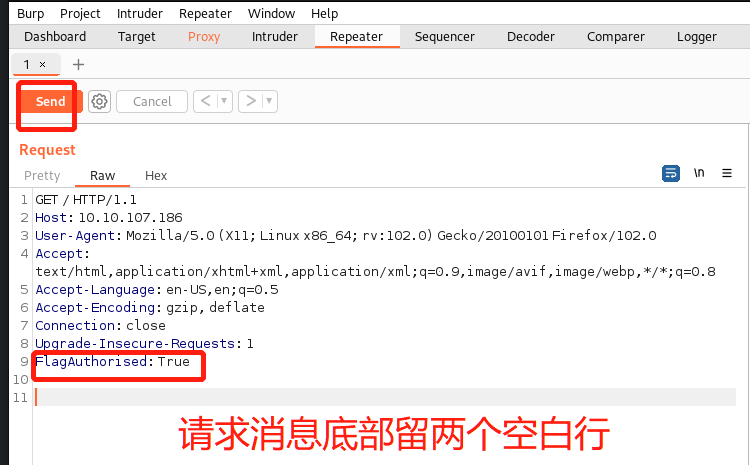 Burp Project Intruder Repeater Window Help
Dashboard Target Proxy Intruder Repeater Sequencer Decoder Comparer Logger
1 × +
Send Cancel < >
Request
Pretty Raw Hex \n
1 GET / HTTP/1.1
2 Host: 10.10.107.186
3 User-Agent: Mozilla/5.0 (X11; Linux x86_64; rv:102.0) Gecko/20100101 Firefox/102.0
4 Accept:
text/html,application/xhtml+xml,application/xml;q=0.9,image/avif,image/webp,*/*;q=0.8
5 Accept-Language: en-US,en;q=0.5
6 Accept-Encoding: gzip, deflate
7 Connection: close
8 Upgrade-Insecure-Requests: 1
9 FlagAuthorised: True
10
11
请求消息底部留两个空白行